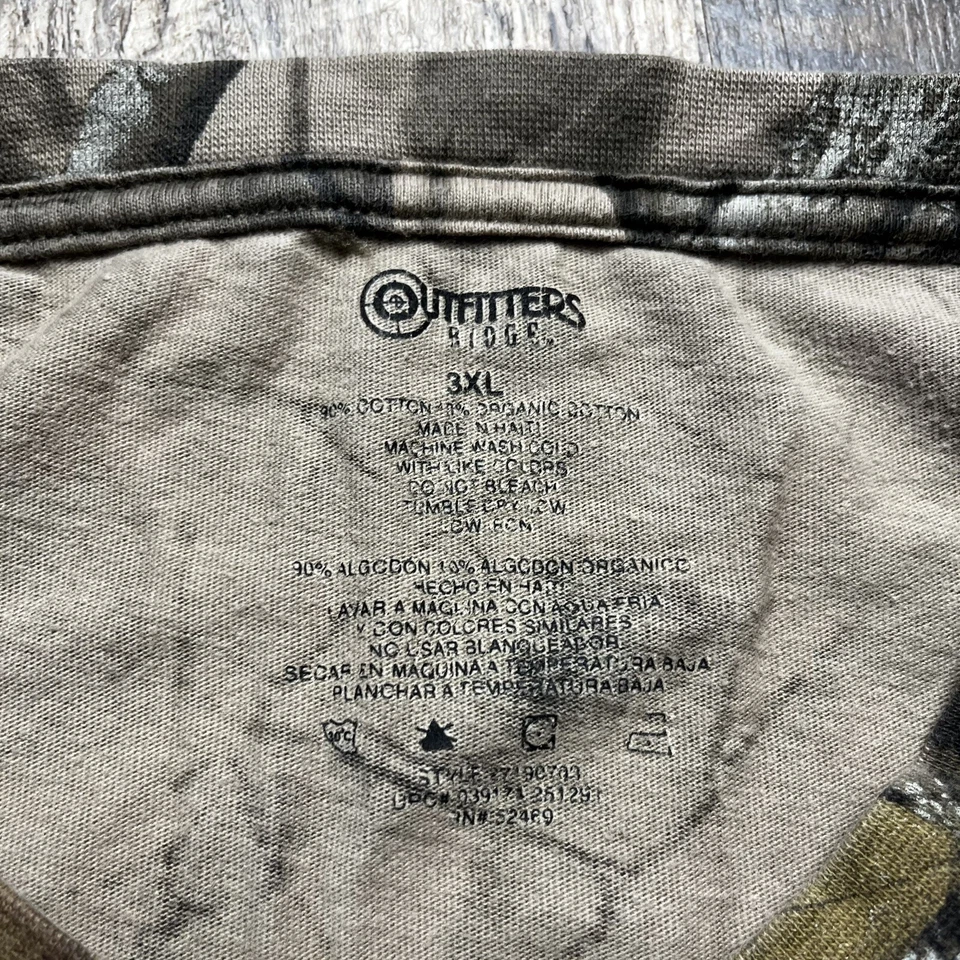 OUTFITTERS
RIDGE
3XL
90% COTTON 10% ORGANIC COTTON
MADE IN HAITI
MACHINE WASH COLD
WITH LIKE COLORS
DO NOT BLEACH
TUMBLE DRY LOW
LOW IRON
90% ALGODON 10% ALGODON ORGANICO
HECHO EN HAITI
LAVAR A MAQUINA CON AGUA FRIA
Y CON COLORES SIMILARES
NO USAR BLANQUEADOR
SECAR EN MAQUINA A TEMPERATURA BAJA
PLANCHAR A TEMPERATURA BAJA
30°C
STYLE
RN# 52469